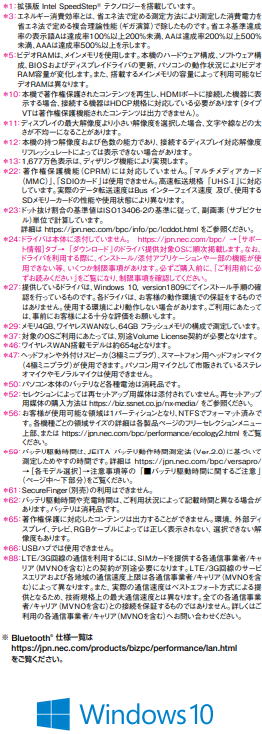 *1:拡張版 Intel SpeedStep® テクノロジーを搭載しています。
*3:エネルギー消費効率とは、省エネ法で定める測定方法により測定した消費電力を
省エネ法で定める複合理論性能(ギガ演算)で除したものです。省エネ基準達成
率の表示語Aは達成率100%以上200%未満、AAは達成率200%以上500%
未満、AAAは達成率500%以上を示します。
*5:ビデオRAMは、メインメモリを使用します。本機のハードウェア構成、ソフトウェア構
成、BIOSおよびディスプレイドライバの更新、パソコンの動作状況によりビデオ
RAM容量が変化します。また、搭載するメインメモリの容量によって利用可能なビ
デオRAMは異なります。
*10:本機で著作権保護されたコンテンツを再生し、HDMIポートに接続した機器に表
示する場合、接続する機器はHDCP規格に対応している必要があります(タイプ
VTは著作権保護機能されたコンテンツは出力できません)。
*11:ディスプレイの最大解像度より小さい解像度を選択した場合、文字や線などの太
さが不均一になることがあります。
*12:本機の持つ解像度および色数の能力であり、接続するディスプレイ対応解像度、
リフレッシュレートによっては表示できない場合があります。
*13:1,677万色表示は、ディザリング機能により実現します。
*22:著作権保護機能(CPRM)には対応していません。「マルチメディアカード
(MMC)」、「SDIOカード」は使用できません。高速転送規格「UHS-I」に対応
しています。実際のデータ転送速度はBus インターフェイス速度 及び、使用する
SDメモリーカードの性能や使用状態により異なります。
*23:ドット抜け割合の基準値はISO13406-2の基準に従って、副画素(サブピクセ
ル)単位で計算しています。
詳細は https://jpn.nec.com/bpc/info/pc/lcddot.html をご参照ください。
*24:ドライバは本体に添付していません。 https://jpn.nec.com/bpc/ →[サポー
ト情報]タブ→「ダウンロード」のドライバ提供対象OSに順次掲載します。なお、
ドライバを利用する際に、インストール/添付アプリケーションや一部の機能が使
用できない等、いくつか制限事項があります。必ずご購入前に、「ご利用前に必
ずお読みください」をご覧になり、制限事項を確認してください。
*27:提供しているドライバは、Windows 10, version1809にてインストール手順の確
認を行っているものです。各ドライバは、お客様の動作環境での保証をするもので
はありません。使用する環境により動作しない場合があります。ご利用にあたって
は、事前にお客様による十分な評価をお願いします。
*29:メモリ4GB、ワイヤレスWANなし、64GB フラッシュメモリの構成で測定しています。
*37:対象のOSご利用にあたっては、別途Volume License契約が必要となります。
*46:ワイヤレスWAN搭載モデルは約65gとなります。
*47:ヘッドフォンや外付けスピーカ(3極ミニプラグ)、スマートフォン用ヘッドフォンマイク
(4極ミニプラグ)が使用できます。パソコン用マイクとして市販されているステレ
オマイクやモノラルマイクは使用できません。
*50:パソコン本体のバッテリなど各種電池は消耗品です。
*52:セレクションによっては再セットアップ用媒体は添付されていません。再セットアップ
用媒体の購入方法は https://biz.ssnet.co.jp/nx-media/ をご参照ください。
*56:お客様が使用可能な領域は1パーティションとなり、NTFSでフォーマット済みで
す。各機種ごとの領域サイズの詳細は各製品ページのフリーセレクションメニュー
上部、または https://jpn.nec.com/bpc/performance/ecology2.html をご覧
ください。
*59:バッテリ駆動時間は、JEITA バッテリ動作時間測定法(Ver.2.0)に基づいて
測定したためやすの時間です。詳細は https://jpn.nec.com/bpc/versapro/
→[各モデル選択]→注意事項等の「■バッテリ駆動時間に関するご注意」
(ページ中~下部分)をご覧ください。
*61:SecureFinger(別売)の利用はできません。
*62:バッテリ駆動時間や充電時間は、ご利用状況によって記載時間と異なる場合が
あります。バッテリは消耗品です。
*65:著作権保護に対応したコンテンツは出力することができません。環境、外部ディ
スプレイ、テレビ、RGBケーブルによっては正しく表示されない、選択できない解
像度もあります。
*66:USBハブでは使用できません。
*88:LTE/3G回線の通信を利用するには、SIMカードを提供する各通信事業者/キャ
リア(MVNOを含む)との契約が別途必要になります。LTE/3G回線のサービ
スエリアおよび各地域の通信速度上限は各通信事業者/キャリア(MVNOを含
む)によって異なります。また、実際の通信速度はベストエフォート方式による提
供となるため、技術規格上の最大通信速度とは異なります。全ての各通信事業
者/キャリア(MVNOを含む)との接続を保証するものではありません。詳しくはご
利用の各通信事業者/キャリア(MVNOを含む)へお問い合わせください。
※ Bluetooth® 仕様一覧は
https://jpn.nec.com/products/bizpc/performance/lan.html
をご覧ください。
Windows 10